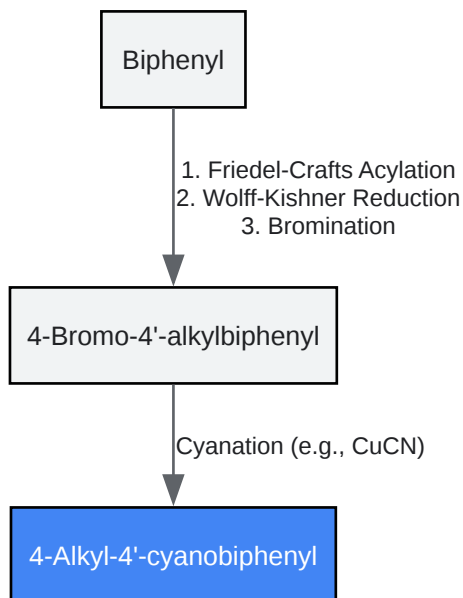 Biphenyl
1. Friedel-Crafts Acylation
2. Wolff-Kishner Reduction
3. Bromination
4-Bromo-4'-alkylbiphenyl
Cyanation (e.g., CuCN)
4-Alkyl-4'-cyanobiphenyl